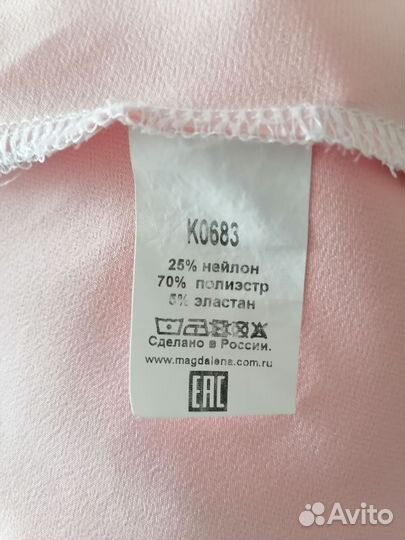 K0683
25% нейлон
70% полиэстр
5% эластан
Сделано в России.
www.magdalena.com.ru
EAC
Avito